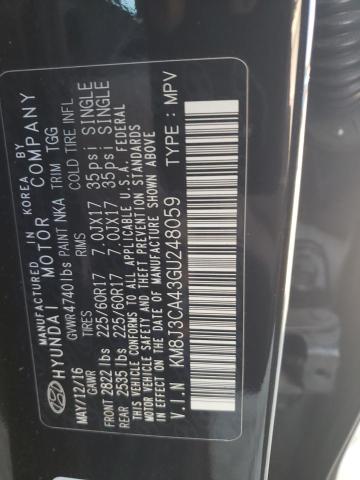 MANUFACTURED IN KOREA BY
HYUNDAI MOTOR COMPANY
MAY/12/16 GVWR 4740 lbs PAINT NKA TRIM TGG
GAWR TIRES RIMS COLD TIRE INFL
FRONT 2822 lbs 225/60R17 7.0JX17 35psi SINGLE
REAR 2535 lbs 225/60R17 7.0JX17 35psi SINGLE
THIS VEHICLE CONFORMS TO ALL APPLICABLE U.S.A. FEDERAL
MOTOR VEHICLE SAFETY, BUMPER, AND THEFT PREVENTION STANDARDS
IN EFFECT ON THE DATE OF MANUFACTURE SHOWN ABOVE.
V.I.N KM8J3CA43GU248059 TYPE : MPV